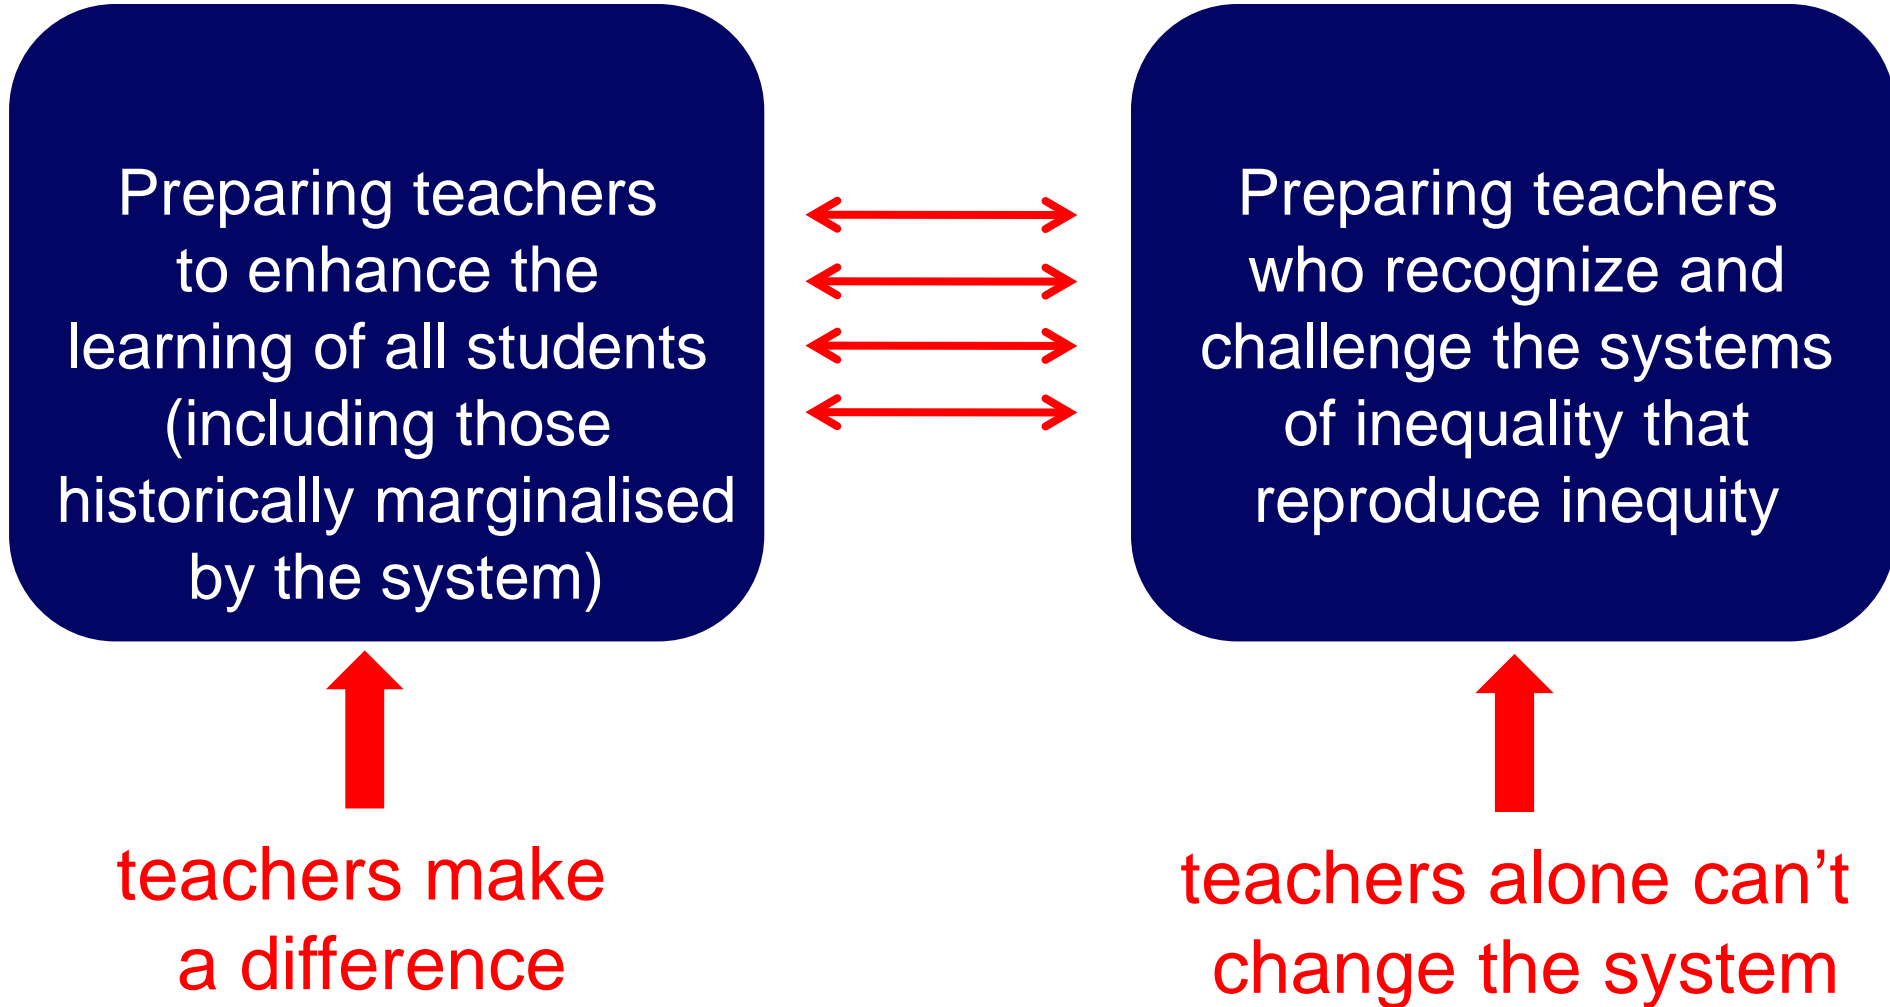 Preparing teachers
to enhance the
learning of all students
(including those
historically marginalised
by the system)
Preparing teachers
who recognize and
challenge the systems
of inequality that
reproduce inequity
teachers make
a difference
teachers alone can’t
change the system